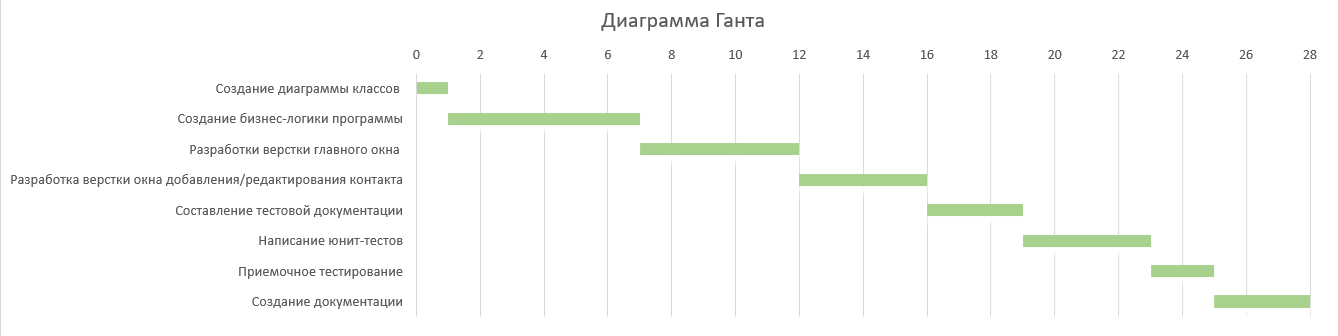 Диаграмма Ганта
0 2 4 6 8 10 12 14 16 18 20 22 24 26 28
Создание диаграммы классов
Создание бизнес-логики программы
Разработки верстки главного окна
Разработка верстки окна добавления/редактирования контакта
Составление тестовой документации
Написание юнит-тестов
Приемочное тестирование
Создание документации